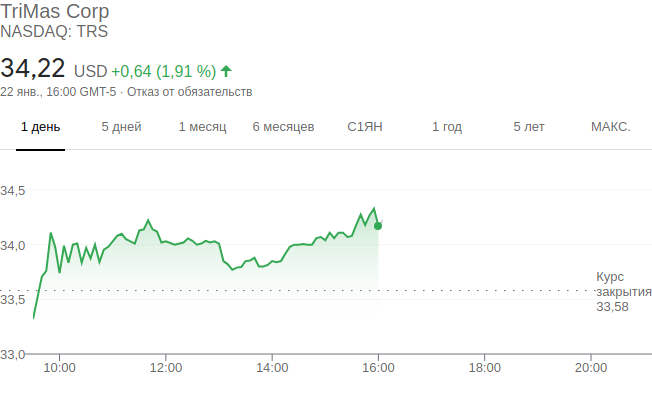 TriMas Corp
NASDAQ: TRS
34,22 USD +0,64 (1,91 %)
22 янв., 16:00 GMT-5 · Отказ от обязательств
1 день 5 дней 1 месяц 6 месяцев С1ЯН 1 год 5 лет МАКС.
34,5
34,0
Курс
закрытия
33,5
33,58
33,0
10:00 12:00 14:00 16:00 18:00 20:00